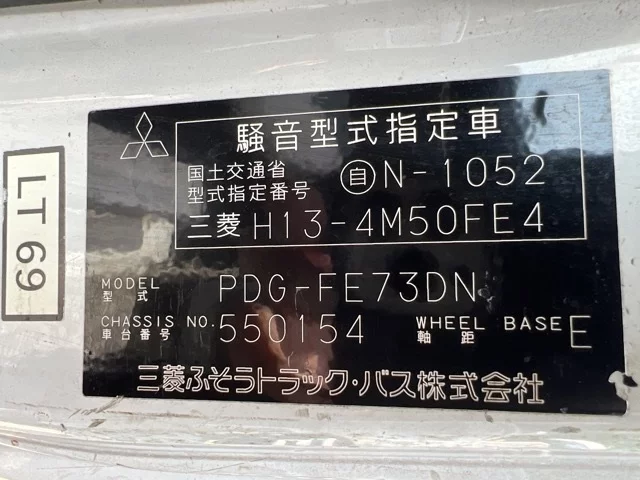 LT 69
騒音型式指定車
国土交通省
型式指定番号 自N-1052
三菱 H13-4M50FE4
MODEL
型式 PDG-FE73DN
CHASSIS NO.
車台番号 550154 WHEEL BASE
軸距 E
三菱ふそうトラック・バス株式会社